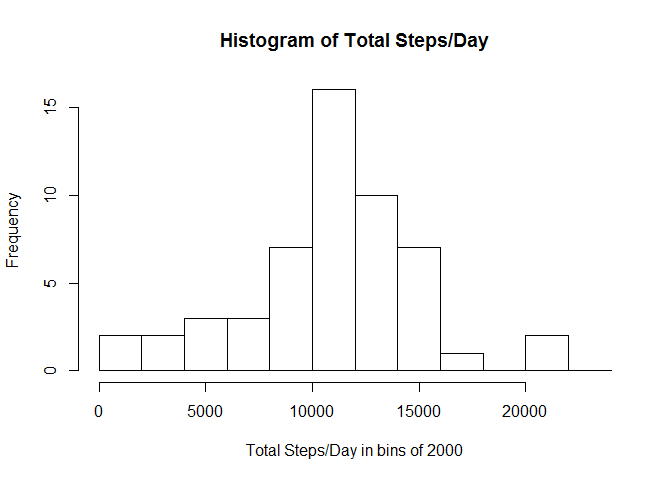 Histogram of Total Steps/Day
Frequency
15
10
5
0
0 5000 10000 15000 20000
Total Steps/Day in bins of 2000